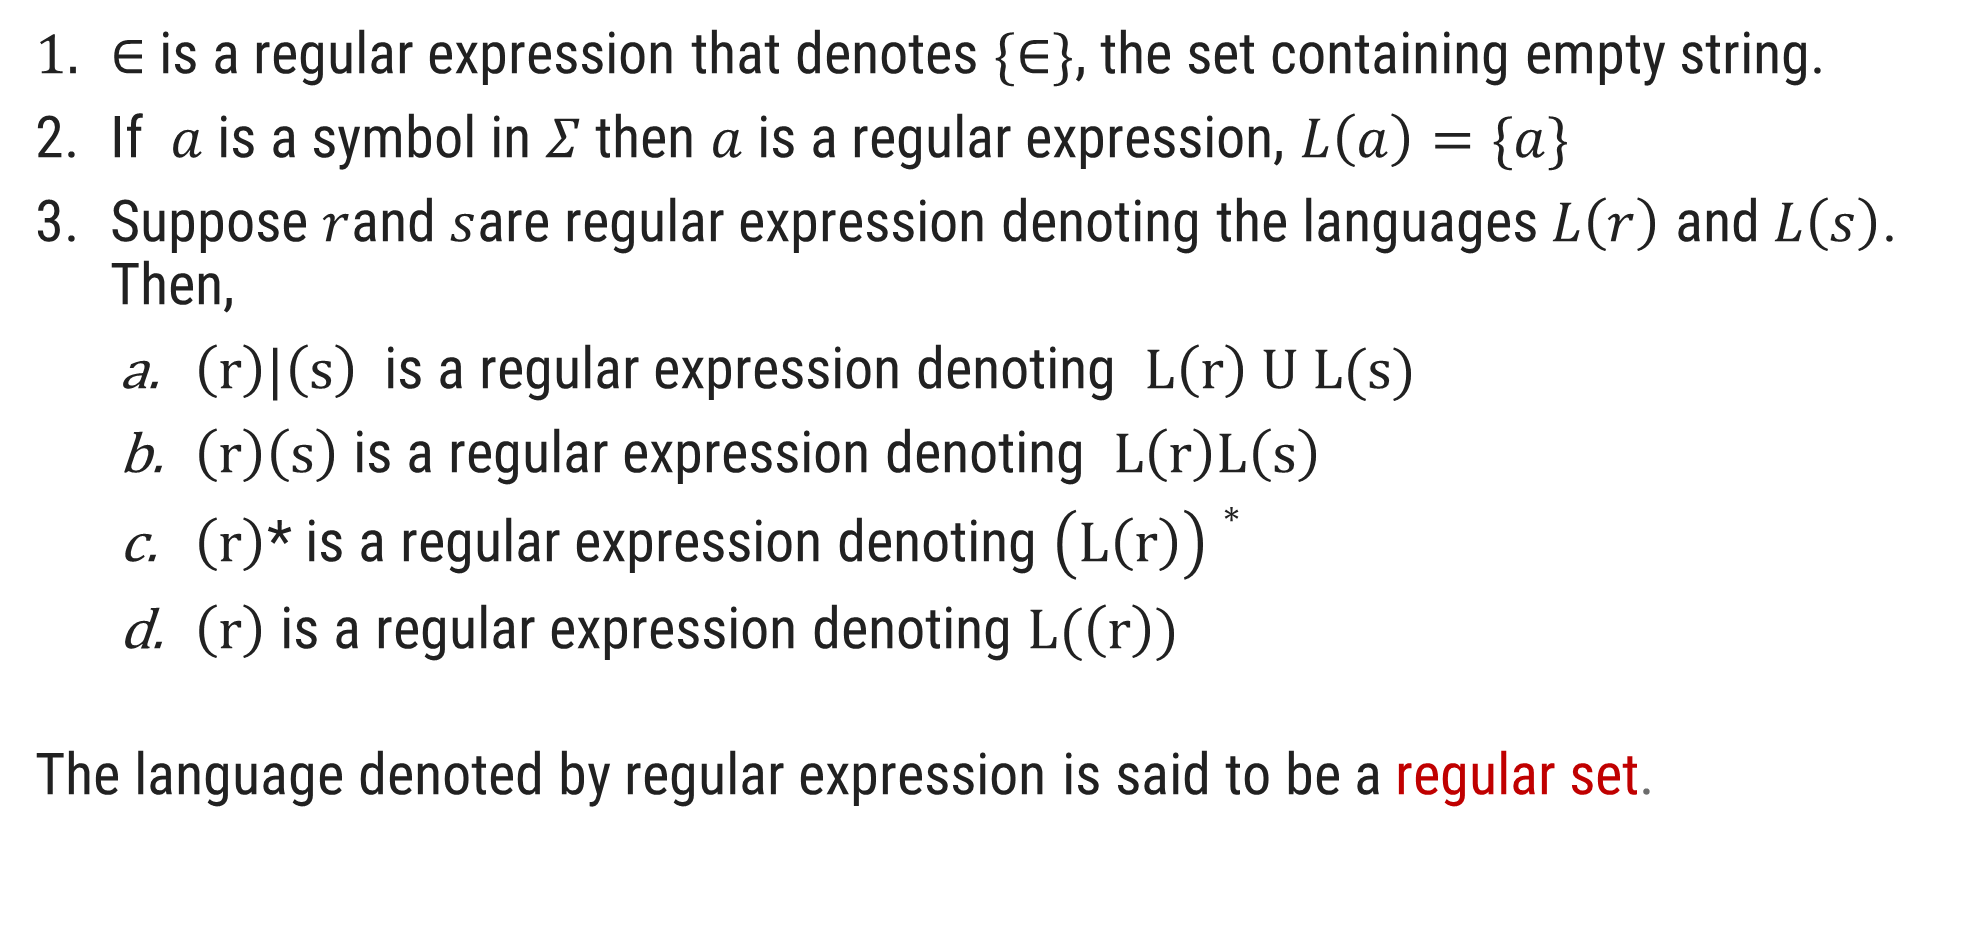 1. ∈ is a regular expression that denotes {∈}, the set containing empty string.
2. If a is a symbol in Σ then a is a regular expression, L(a) = {a}
3. Suppose r and s are regular expression denoting the languages L(r) and L(s).
Then,
a. (r)|(s) is a regular expression denoting L(r) U L(s)
b. (r)(s) is a regular expression denoting L(r)L(s)
c. (r)* is a regular expression denoting (L(r))*
d. (r) is a regular expression denoting L((r))
The language denoted by regular expression is said to be a regular set.